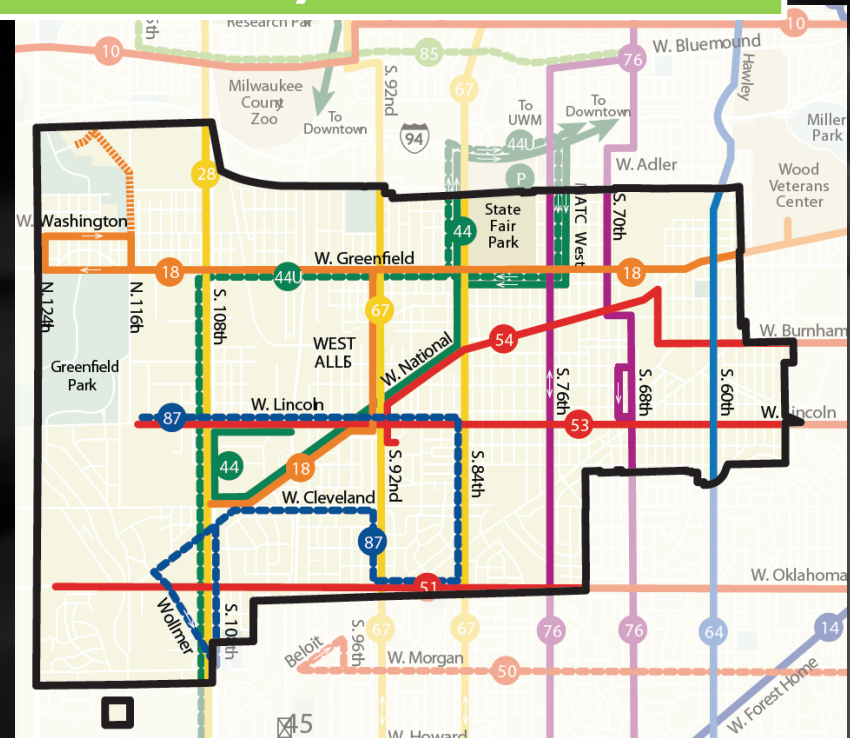 Research Par
10
10
85
W. Bluemound
76
Hawley
Milwaukee
County
Zoo
To
Downtown
S. 92nd
67
94
To
UWM
To
Downtown
44U
P
Miller
Park
W. Adler
Wood
Veterans
Center
28
W. Washington
State
Fair
Park
MATC West
S. 70th
44
W. Greenfield
18
44U
18
N. 124th
N. 116th
S. 108th
67
WEST
ALLIS
W. National
54
W. Burnham
Greenfield
Park
S. 76th
S. 68th
S. 60th
87
W. Lincoln
53
W. Lincoln
44
18
S. 92nd
S. 84th
W. Cleveland
87
51
W. Oklahoma
Wollmer
S. 108th
67
67
76
76
64
14
Beloit
S. 96th
W. Morgan
50
W. Forest Home
45
W. Howard